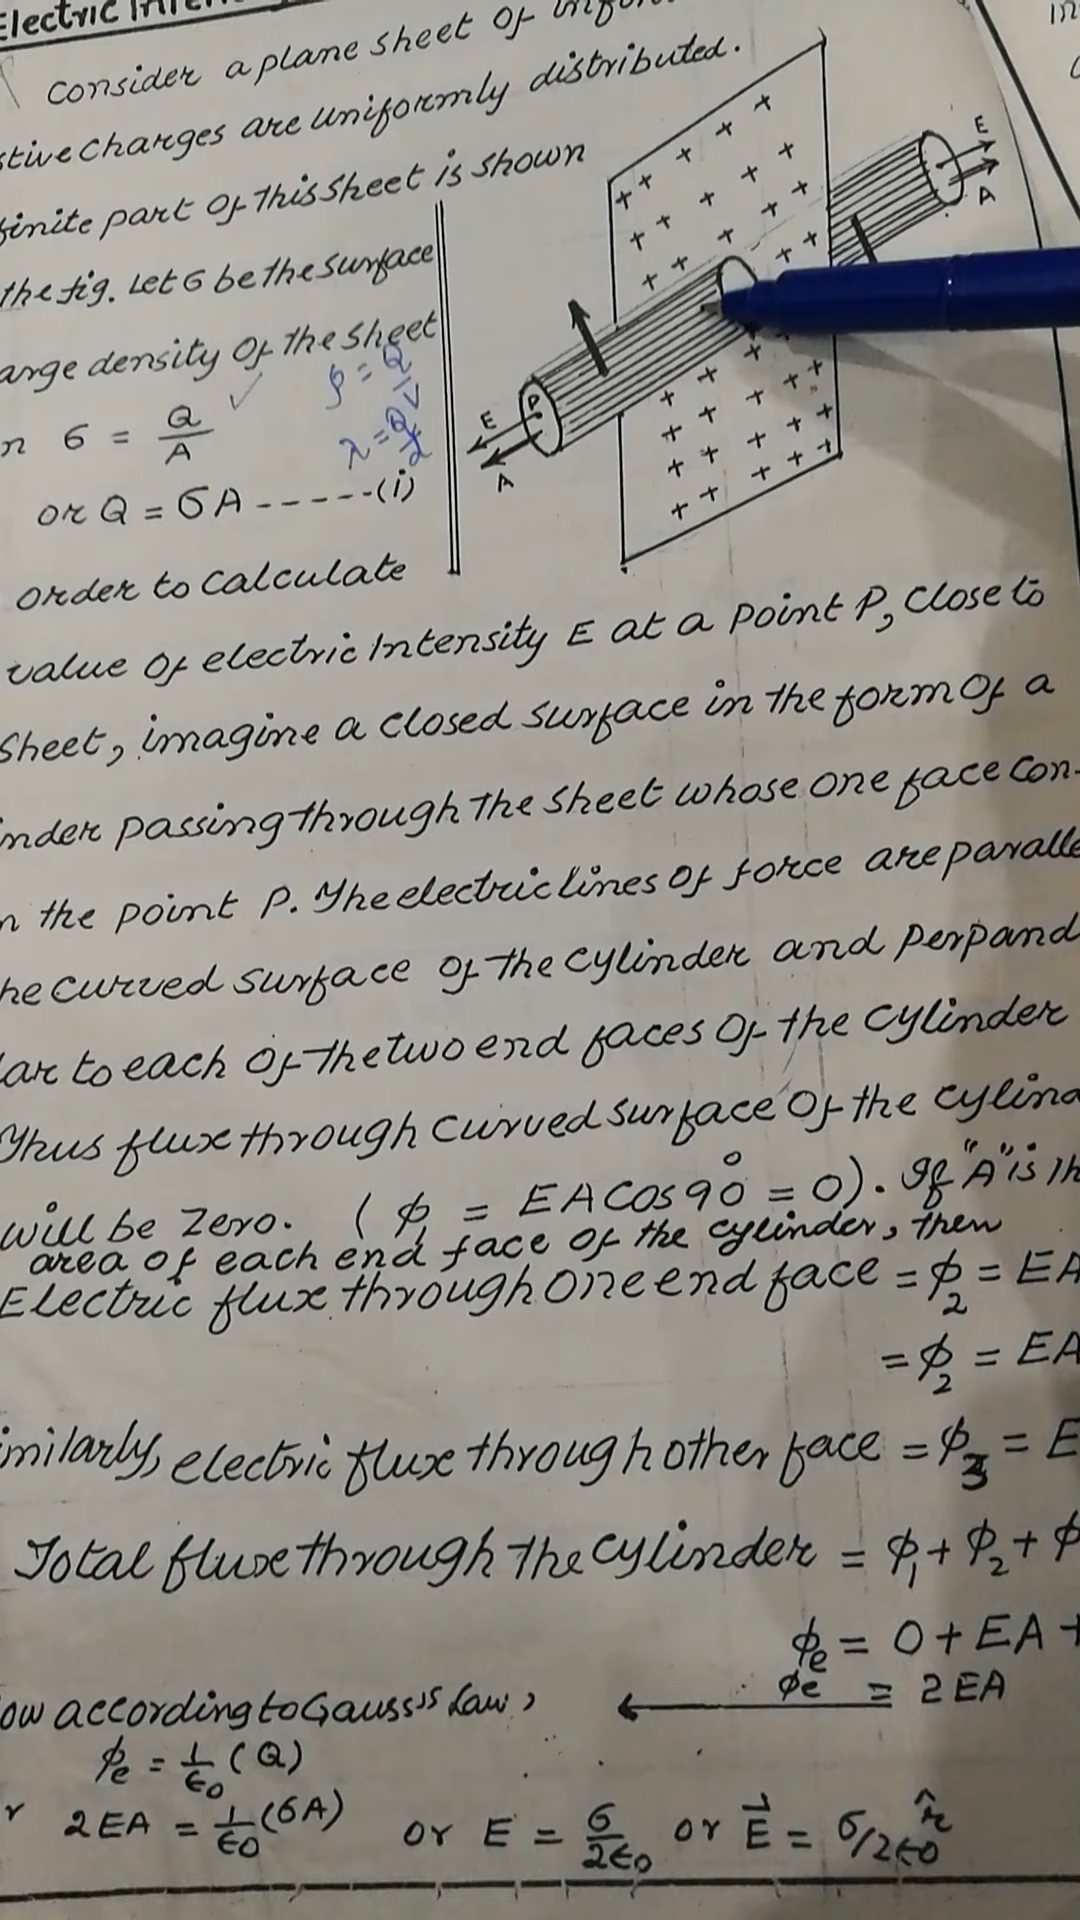 Electric Inten
Consider a plane sheet of unifor
stive charges are uniformly distributed.
finite part of this sheet is shown
the fig. Let σ be the surface
arge density of the sheet
ρ = Q/V
n σ = Q/A
λ = Q/L
or Q = σA -----(i)
E
A
P
E
A
in
order to calculate
value of electric Intensity E at a point P, close to
Sheet, imagine a closed surface in the form of a
inder passing through the sheet whose one face con-
n the point P. The electric lines of force are paralle
he curved surface of the cylinder and perpand
lar to each of the two end faces of the cylinder
Thus flux through curved surface of the cylind
will be zero. (ϕ₁ = EA cos90° = 0). If "A" is th
area of each end face of the cylinder, then
Electric flux through one end face = ϕ₂ = EA
= ϕ₂ = EA
imilarly, electric flux through other face = ϕ₃ = E
Total flux through the cylinder = ϕ₁ + ϕ₂ + ϕ
ϕe = 0 + EA +
ϕe = 2EA
ow according to Gauss's Law,
ϕe = 1/ϵ0 (Q)
r 2EA = 1/ϵ0 (σA) or E = σ/2ϵ0 or E⃗ = σ/2ϵ0 r̂